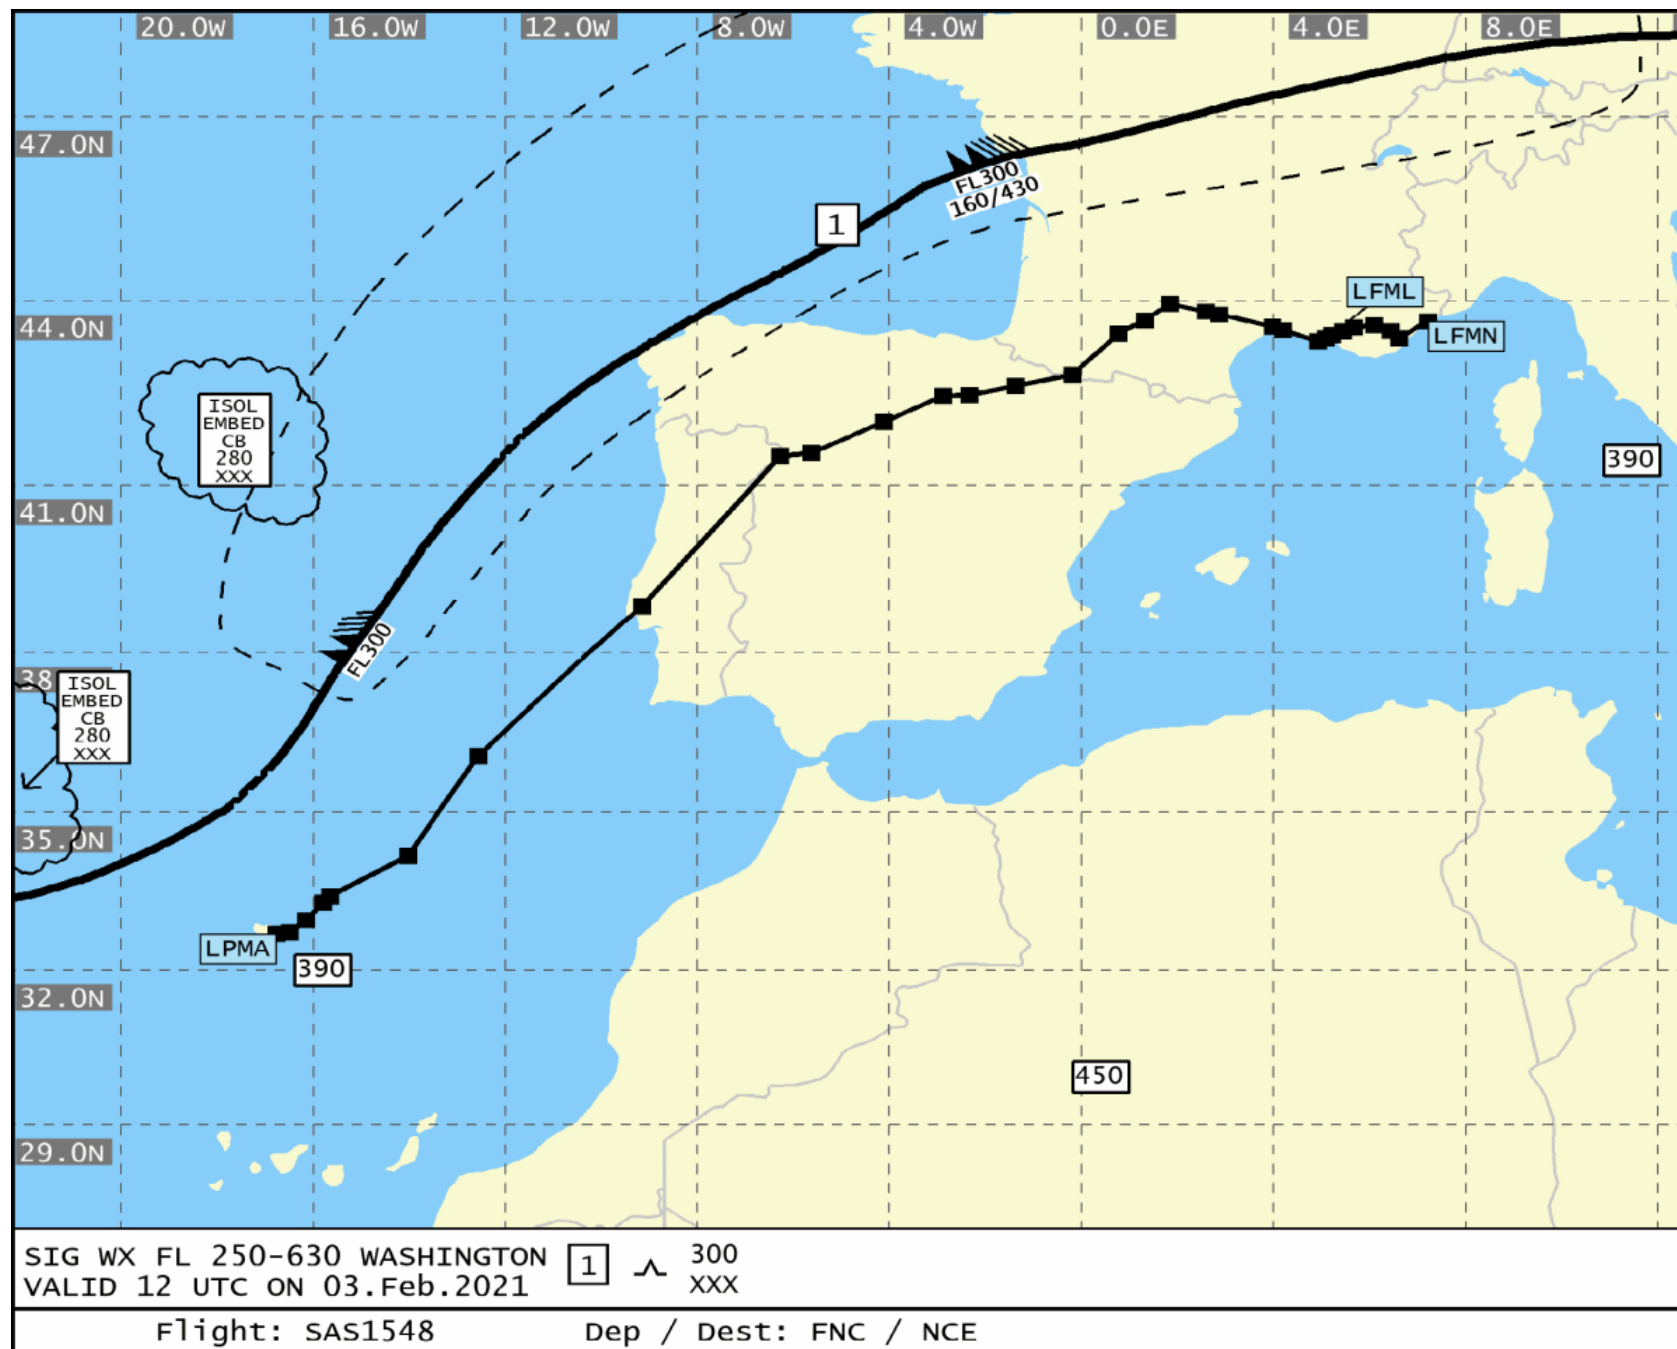 20.0W 16.0W 12.0W 8.0W 4.0W 0.0E 4.0E 8.0E
47.0N
FL300
160/430
1
LFML
44.0N
LFMN
ISOL
EMBED
CB
280
XXX
390
41.0N
FL300
38
ISOL
EMBED
CB
280
XXX
35.0N
LPMA
390
32.0N
450
29.0N
SIG WX FL 250-630 WASHINGTON 1 300
VALID 12 UTC ON 03.Feb.2021 XXX
Flight: SAS1548 Dep / Dest: FNC / NCE